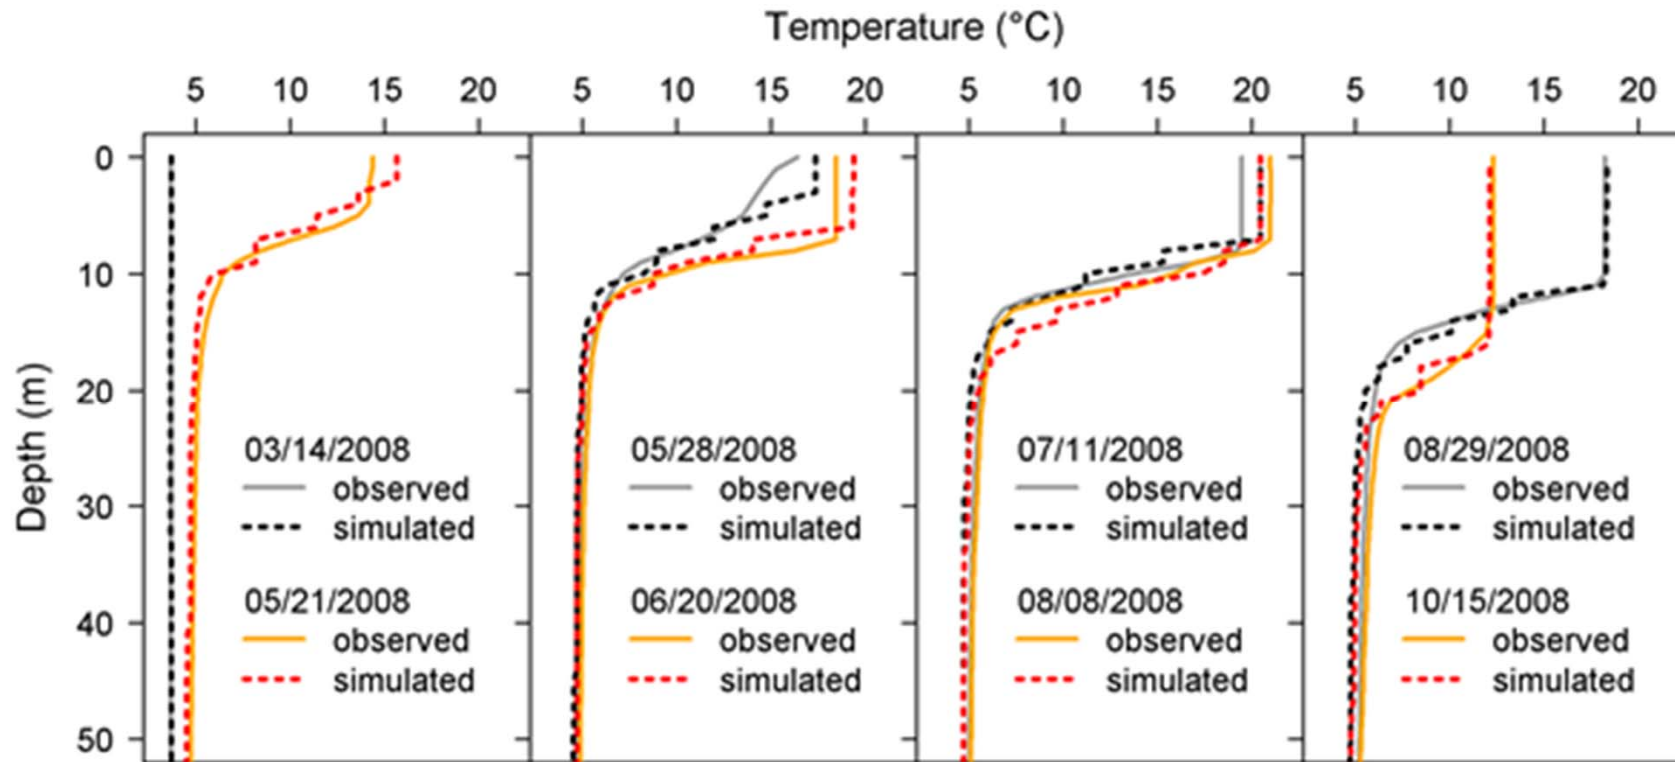 Temperature (°C)
5 10 15 20 5 10 15 20 5 10 15 20 5 10 15 20
0
10
20
30
40
50
Depth (m)
03/14/2008
observed
simulated
05/21/2008
observed
simulated
05/28/2008
observed
simulated
06/20/2008
observed
simulated
07/11/2008
observed
simulated
08/08/2008
observed
simulated
08/29/2008
observed
simulated
10/15/2008
observed
simulated